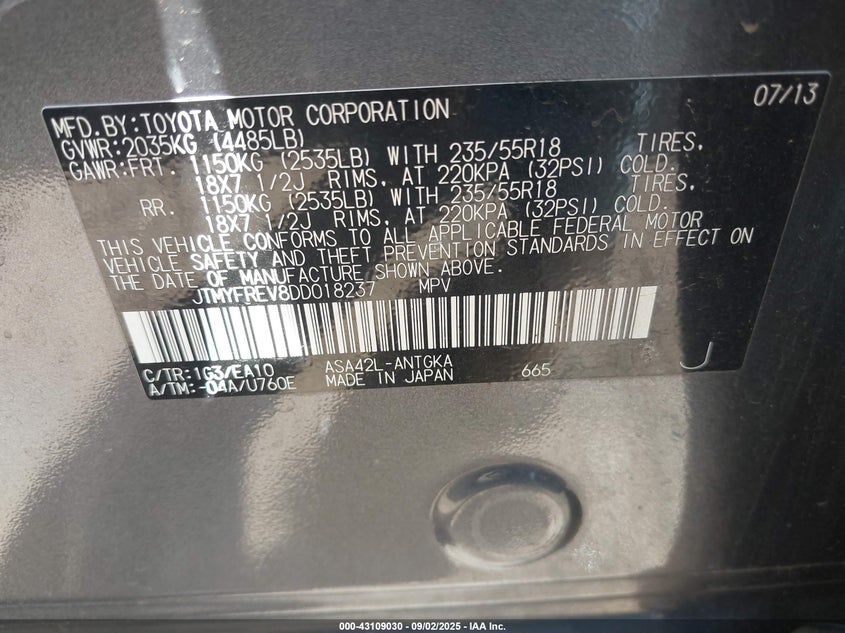 07/13
MFD.BY:TOYOTA MOTOR CORPORATION
GVWR:2035KG (4485LB)
GAWR:FRT. 1150KG (2535LB) WITH 235/55R18 TIRES,
18X7 1/2J RIMS, AT 220KPA (32PSI) COLD.
RR. 1150KG (2535LB) WITH 235/55R18 TIRES,
18X7 1/2J RIMS, AT 220KPA (32PSI) COLD.
THIS VEHICLE CONFORMS TO ALL APPLICABLE FEDERAL MOTOR
VEHICLE SAFETY AND THEFT PREVENTION STANDARDS IN EFFECT ON
THE DATE OF MANUFACTURE SHOWN ABOVE.
JTMYFREV8DD018237 MPV
C/TR:1G3/EA10 ASA42L-ANTGKA 665 J
A/TM:-04A/U760E MADE IN JAPAN
000-43109030 - 09/02/2025 - IAA Inc.